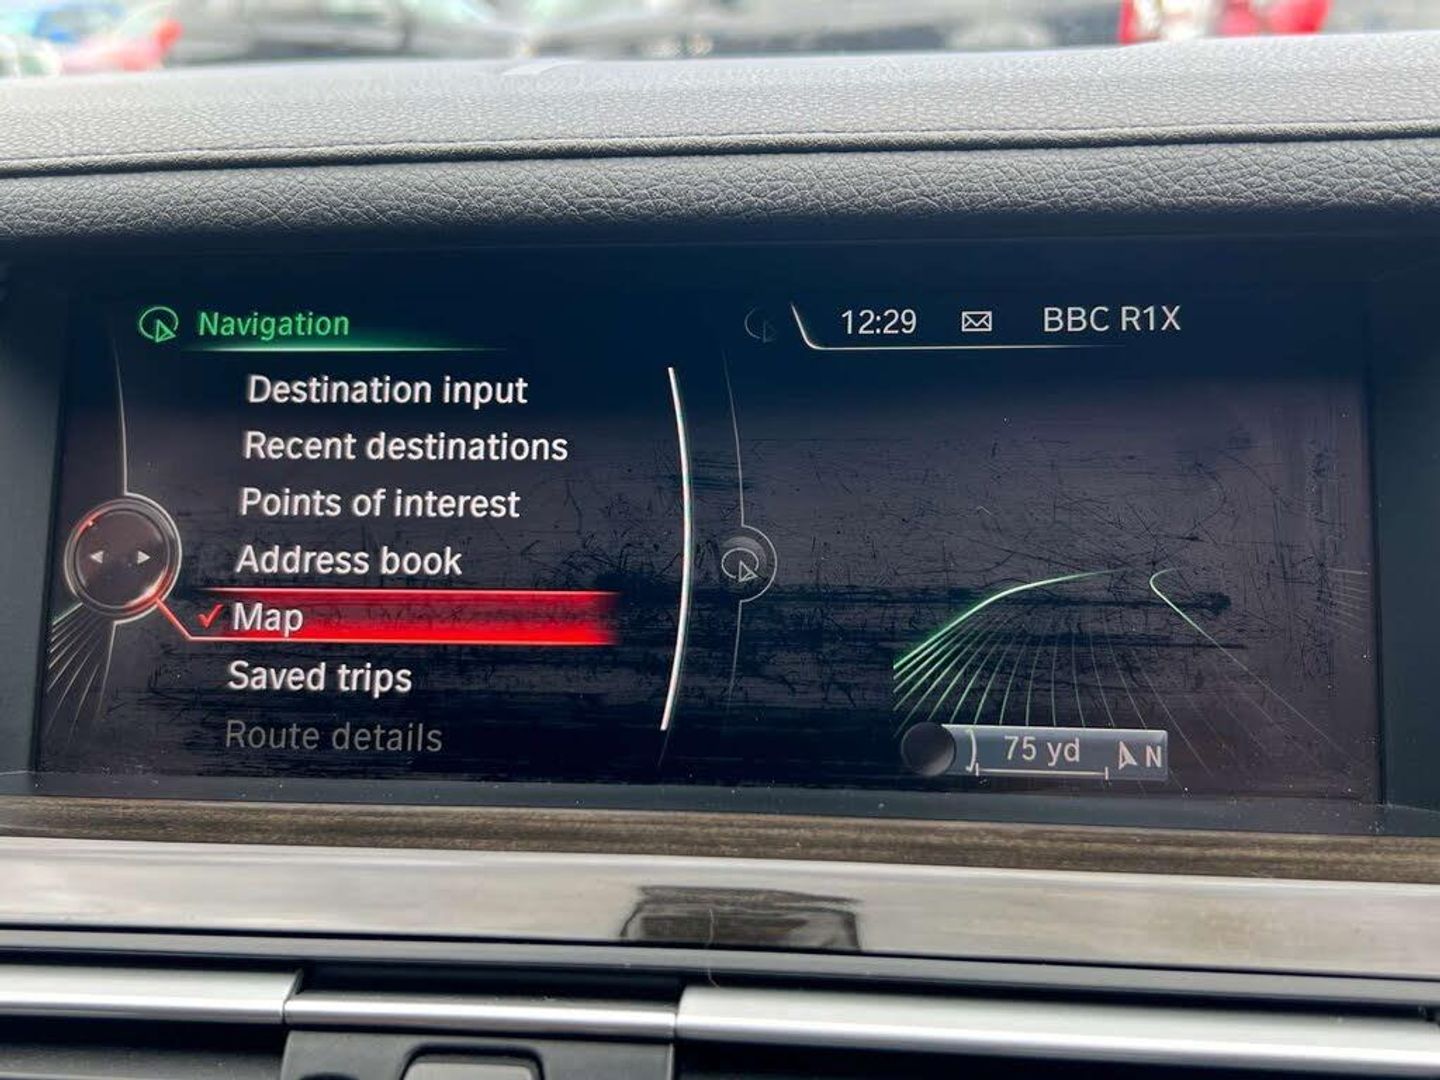 Navigation
12:29 BBC R1X
Destination input
Recent destinations
Points of interest
Address book
Map
Saved trips
Route details
75 yd N